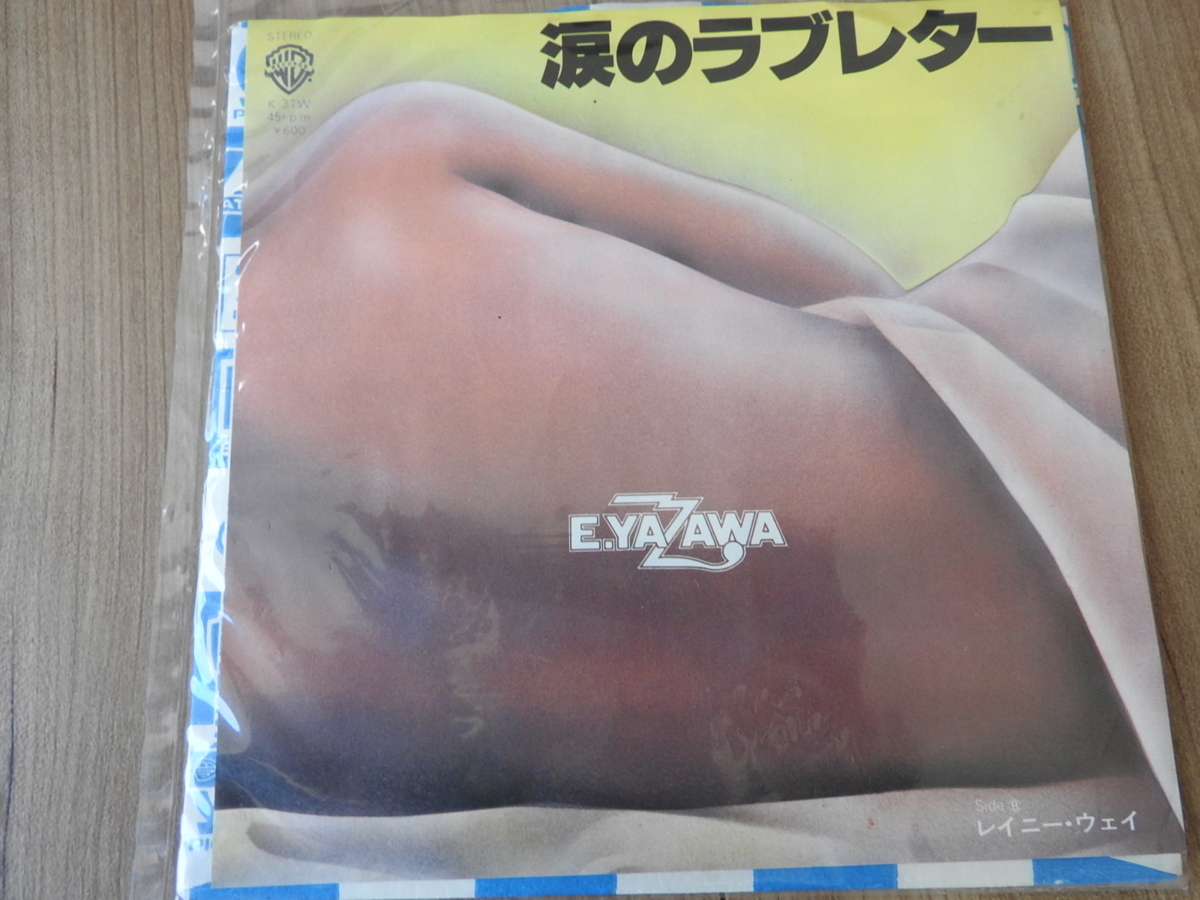 涙のラブレター
STEREO
K-31W
45r.p.m.
¥600
E.YAZAWA
Side B
レイニー・ウェイ